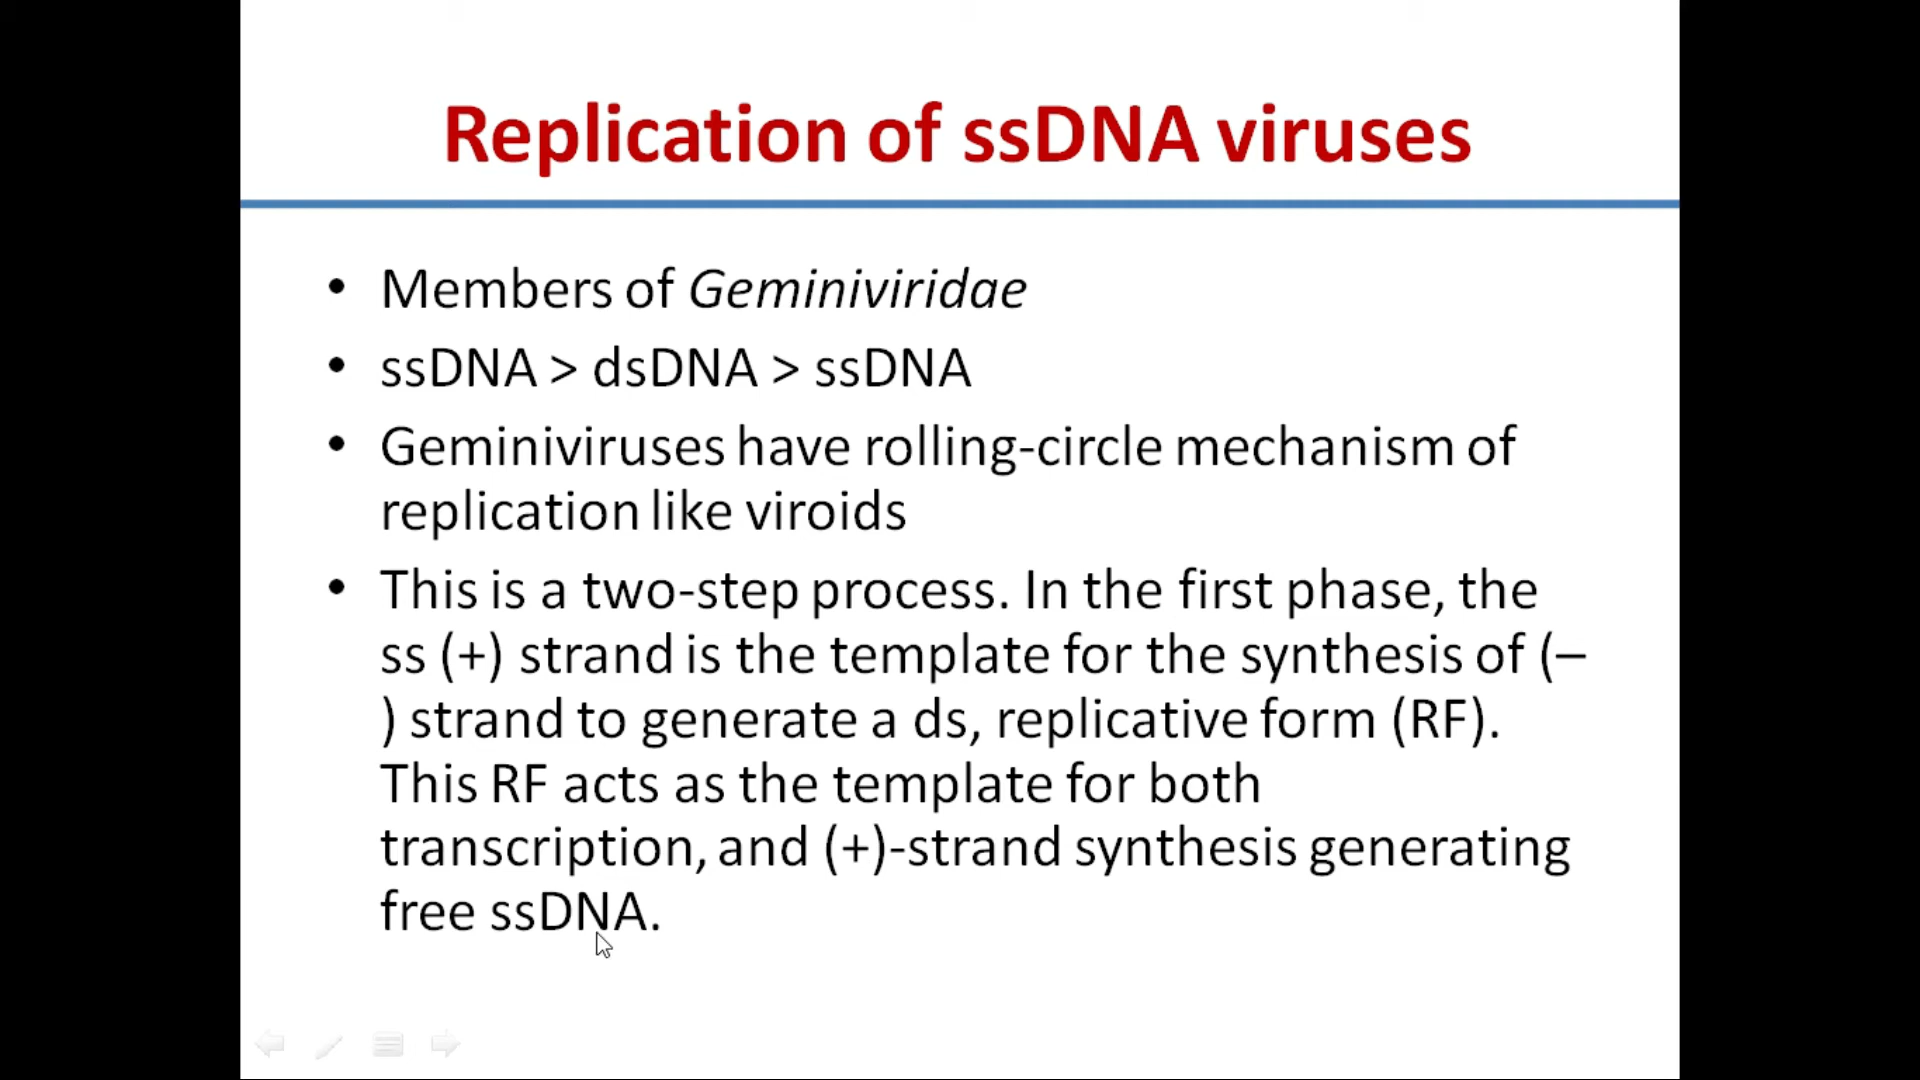 Replication of ssDNA viruses
• Members of Geminiviridae
• ssDNA > dsDNA > ssDNA
• Geminiviruses have rolling-circle mechanism of
replication like viroids
• This is a two-step process. In the first phase, the
ss (+) strand is the template for the synthesis of (–
) strand to generate a ds, replicative form (RF).
This RF acts as the template for both
transcription, and (+)-strand synthesis generating
free ssDNA.